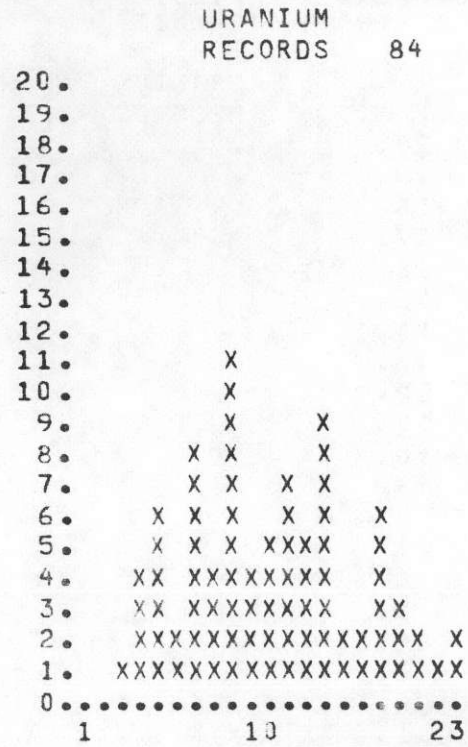 URANIUM
RECORDS    84
20.
19.
18.
17.
16.
15.
14.
13.
12.
11.        X
10.        X
9.        X    X
8.      X X    X
7.      X X  X X
6.    X X X  X X  X
5.    X X X XXXX  X
4.   XX XXXXXXXX  X
3.   XX XXXXXXXX  XX
2.   XXXXXXXXXXXXXXXX X
1.  XXXXXXXXXXXXXXXXXXX
0......................
1        10        23